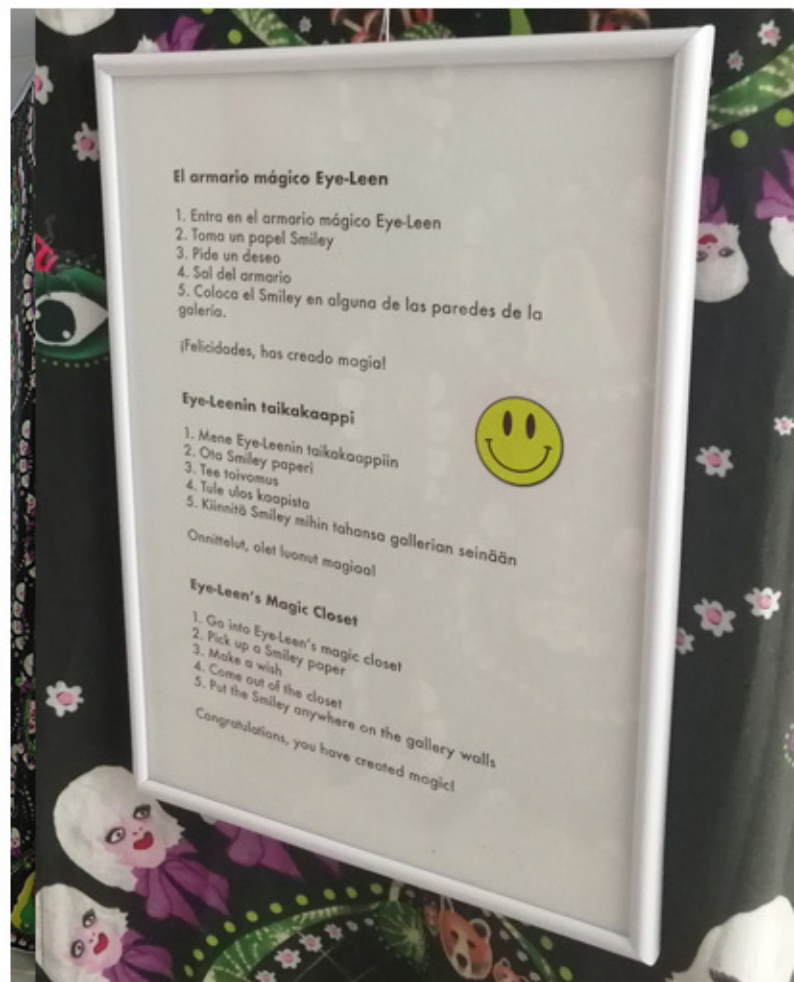 El armario mágico Eye-Leen
1. Entra en el armario mágico Eye-Leen
2. Toma un papel Smiley
3. Pide un deseo
4. Sal del armario
5. Coloca el Smiley en alguna de las paredes de la
galería.
¡Felicidades, has creado magia!
Eye-Leenin taikakaappi
1. Mene Eye-Leenin taikakaappiin
2. Ota Smiley paperi
3. Tee toivomus
4. Tule ulos kaapista
5. Kiinnitä Smiley mihin tahansa gallerian seinään
Onnittelut, olet luonut magiaa!
Eye-Leen's Magic Closet
1. Go into Eye-Leen's magic closet
2. Pick up a Smiley paper
3. Make a wish
4. Come out of the closet
5. Put the Smiley anywhere on the gallery walls
Congratulations, you have created magic!